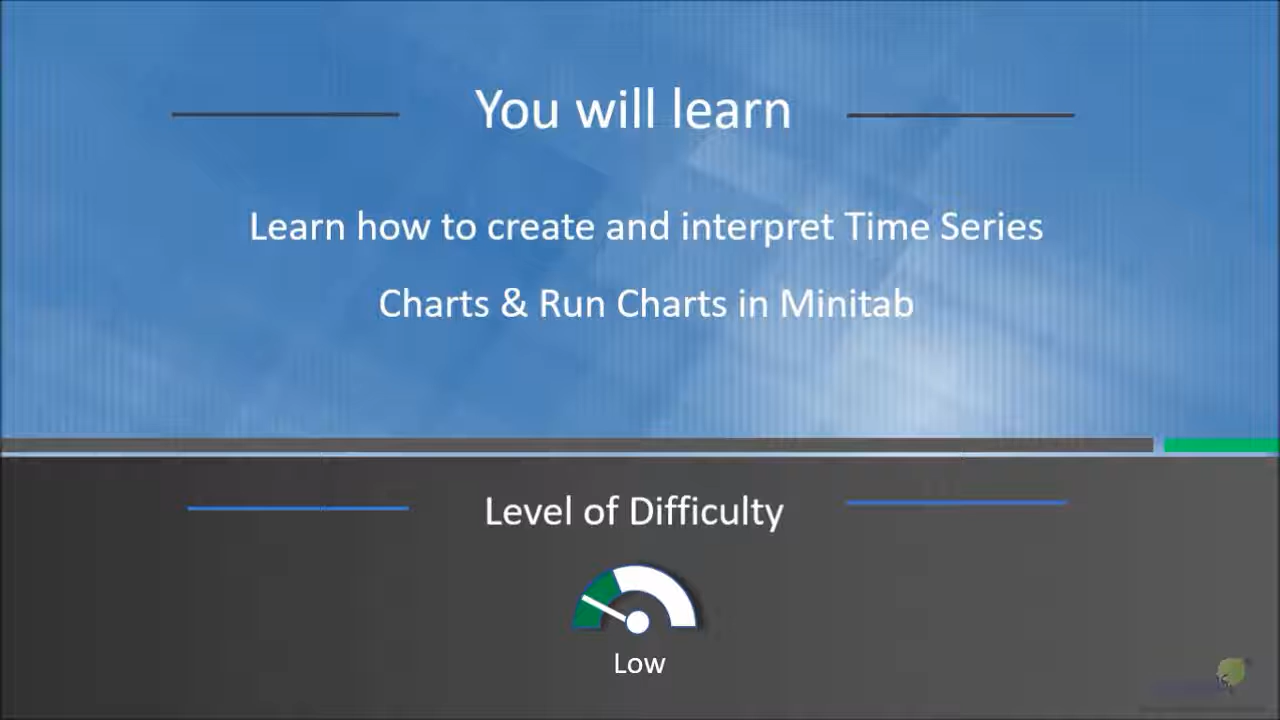 You will learn
Learn how to create and interpret Time Series
Charts & Run Charts in Minitab
Level of Difficulty
Low